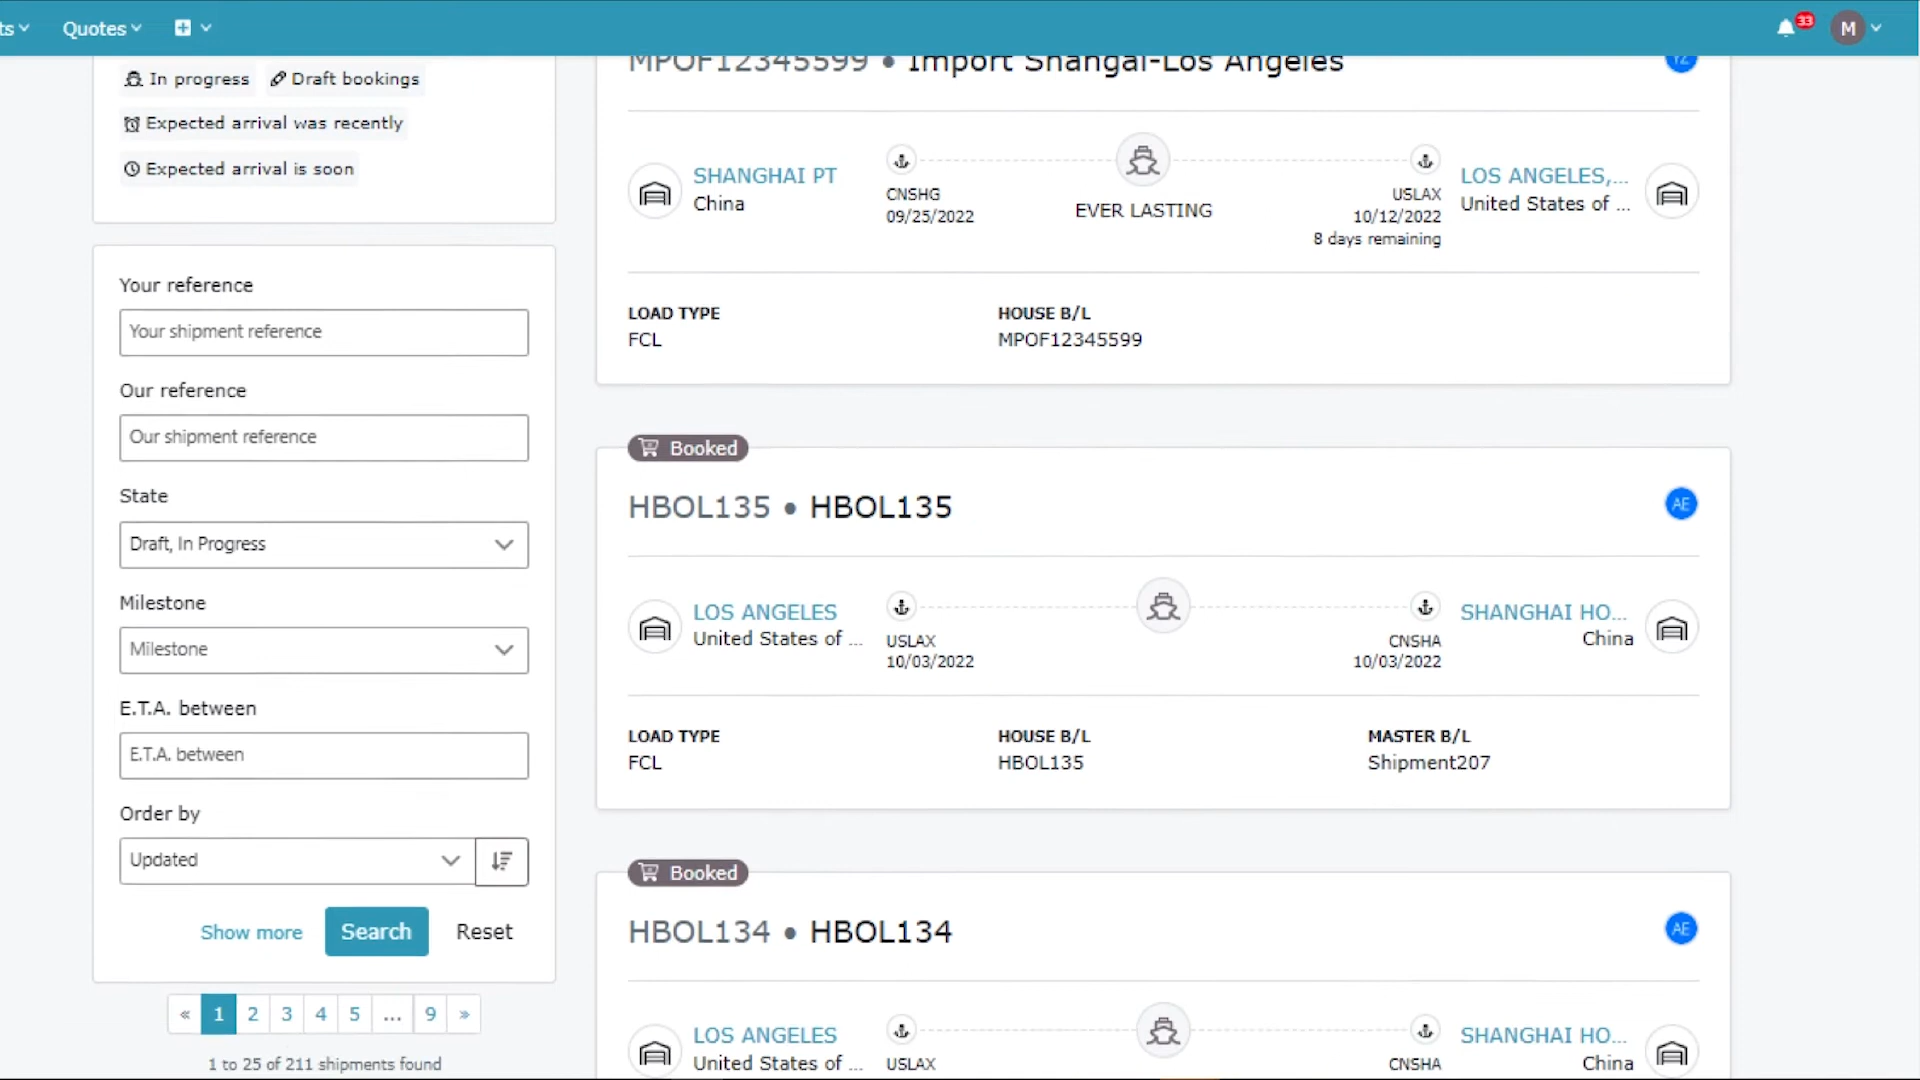 ts
Quotes
33
M
In progress
Draft bookings
Expected arrival was recently
Expected arrival is soon
Your reference
Your shipment reference
Our reference
Our shipment reference
State
Draft, In Progress
Milestone
Milestone
E.T.A. between
E.T.A. between
Order by
Updated
Show more
Search
Reset
« 1 2 3 4 5 ... 9 »
1 to 25 of 211 shipments found
MPOF12345599 • Import Shangai-Los Angeles
YZ
SHANGHAI PT
China
CNSHG
09/25/2022
EVER LASTING
USLAX
10/12/2022
8 days remaining
LOS ANGELES,...
United States of ...
LOAD TYPE
FCL
HOUSE B/L
MPOF12345599
Booked
HBOL135 • HBOL135
AE
LOS ANGELES
United States of ...
USLAX
10/03/2022
CNSHA
10/03/2022
SHANGHAI HO...
China
LOAD TYPE
FCL
HOUSE B/L
HBOL135
MASTER B/L
Shipment207
Booked
HBOL134 • HBOL134
AE
LOS ANGELES
United States of ...
USLAX
CNSHA
SHANGHAI HO...
China